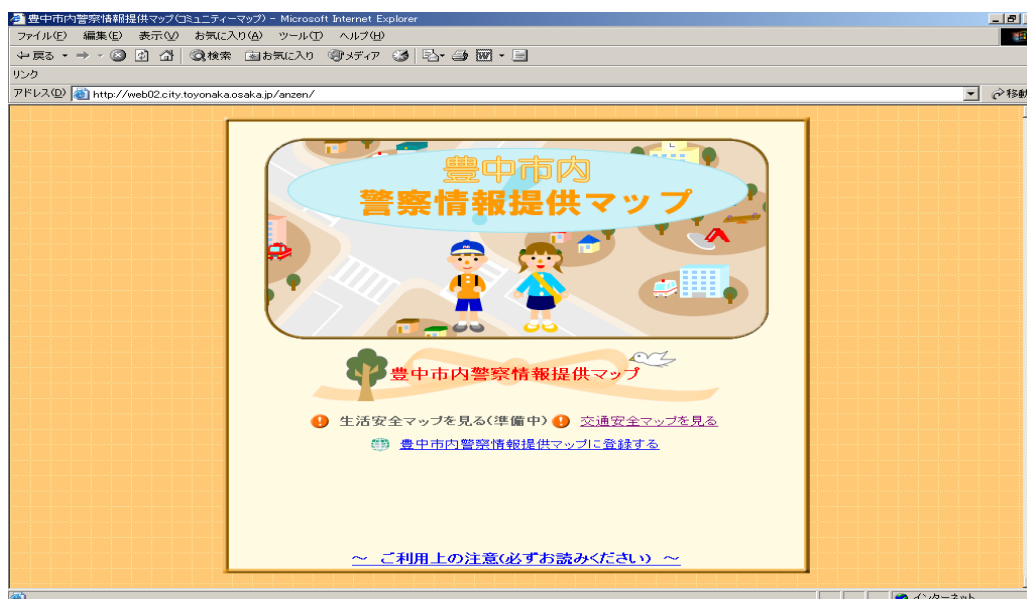 豊中市内警察情報提供マップ(コミュニティーマップ) - Microsoft Internet Explorer
ファイル(F) 編集(E) 表示(V) お気に入り(A) ツール(T) ヘルプ(H)
戻る 検索 お気に入り メディア
リンク
アドレス(D) http://web02.city.toyonaka.osaka.jp/anzen/ 移動
豊中市内
警察情報提供マップ
豊中市内警察情報提供マップ
生活安全マップを見る(準備中) 交通安全マップを見る
豊中市内警察情報提供マップに登録する
～ ご利用上の注意(必ずお読みください) ～
インターネット